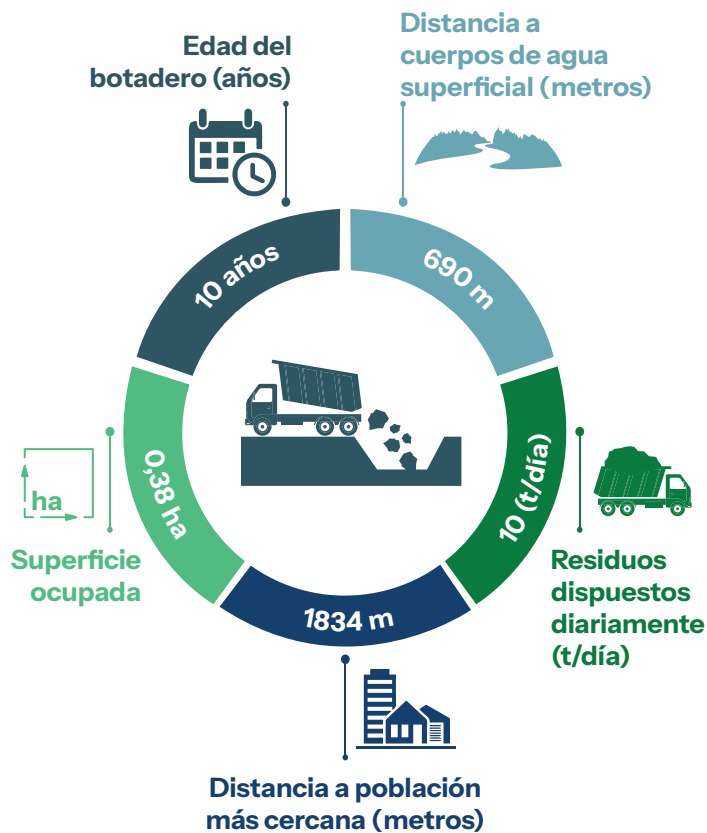 Edad del
botadero (años)
Distancia a
cuerpos de agua
superficial (metros)
10 años
690 m
0,38 ha
10 (t/día)
1834 m
ha
Superficie
ocupada
Residuos
dispuestos
diariamente
(t/día)
Distancia a población
más cercana (metros)